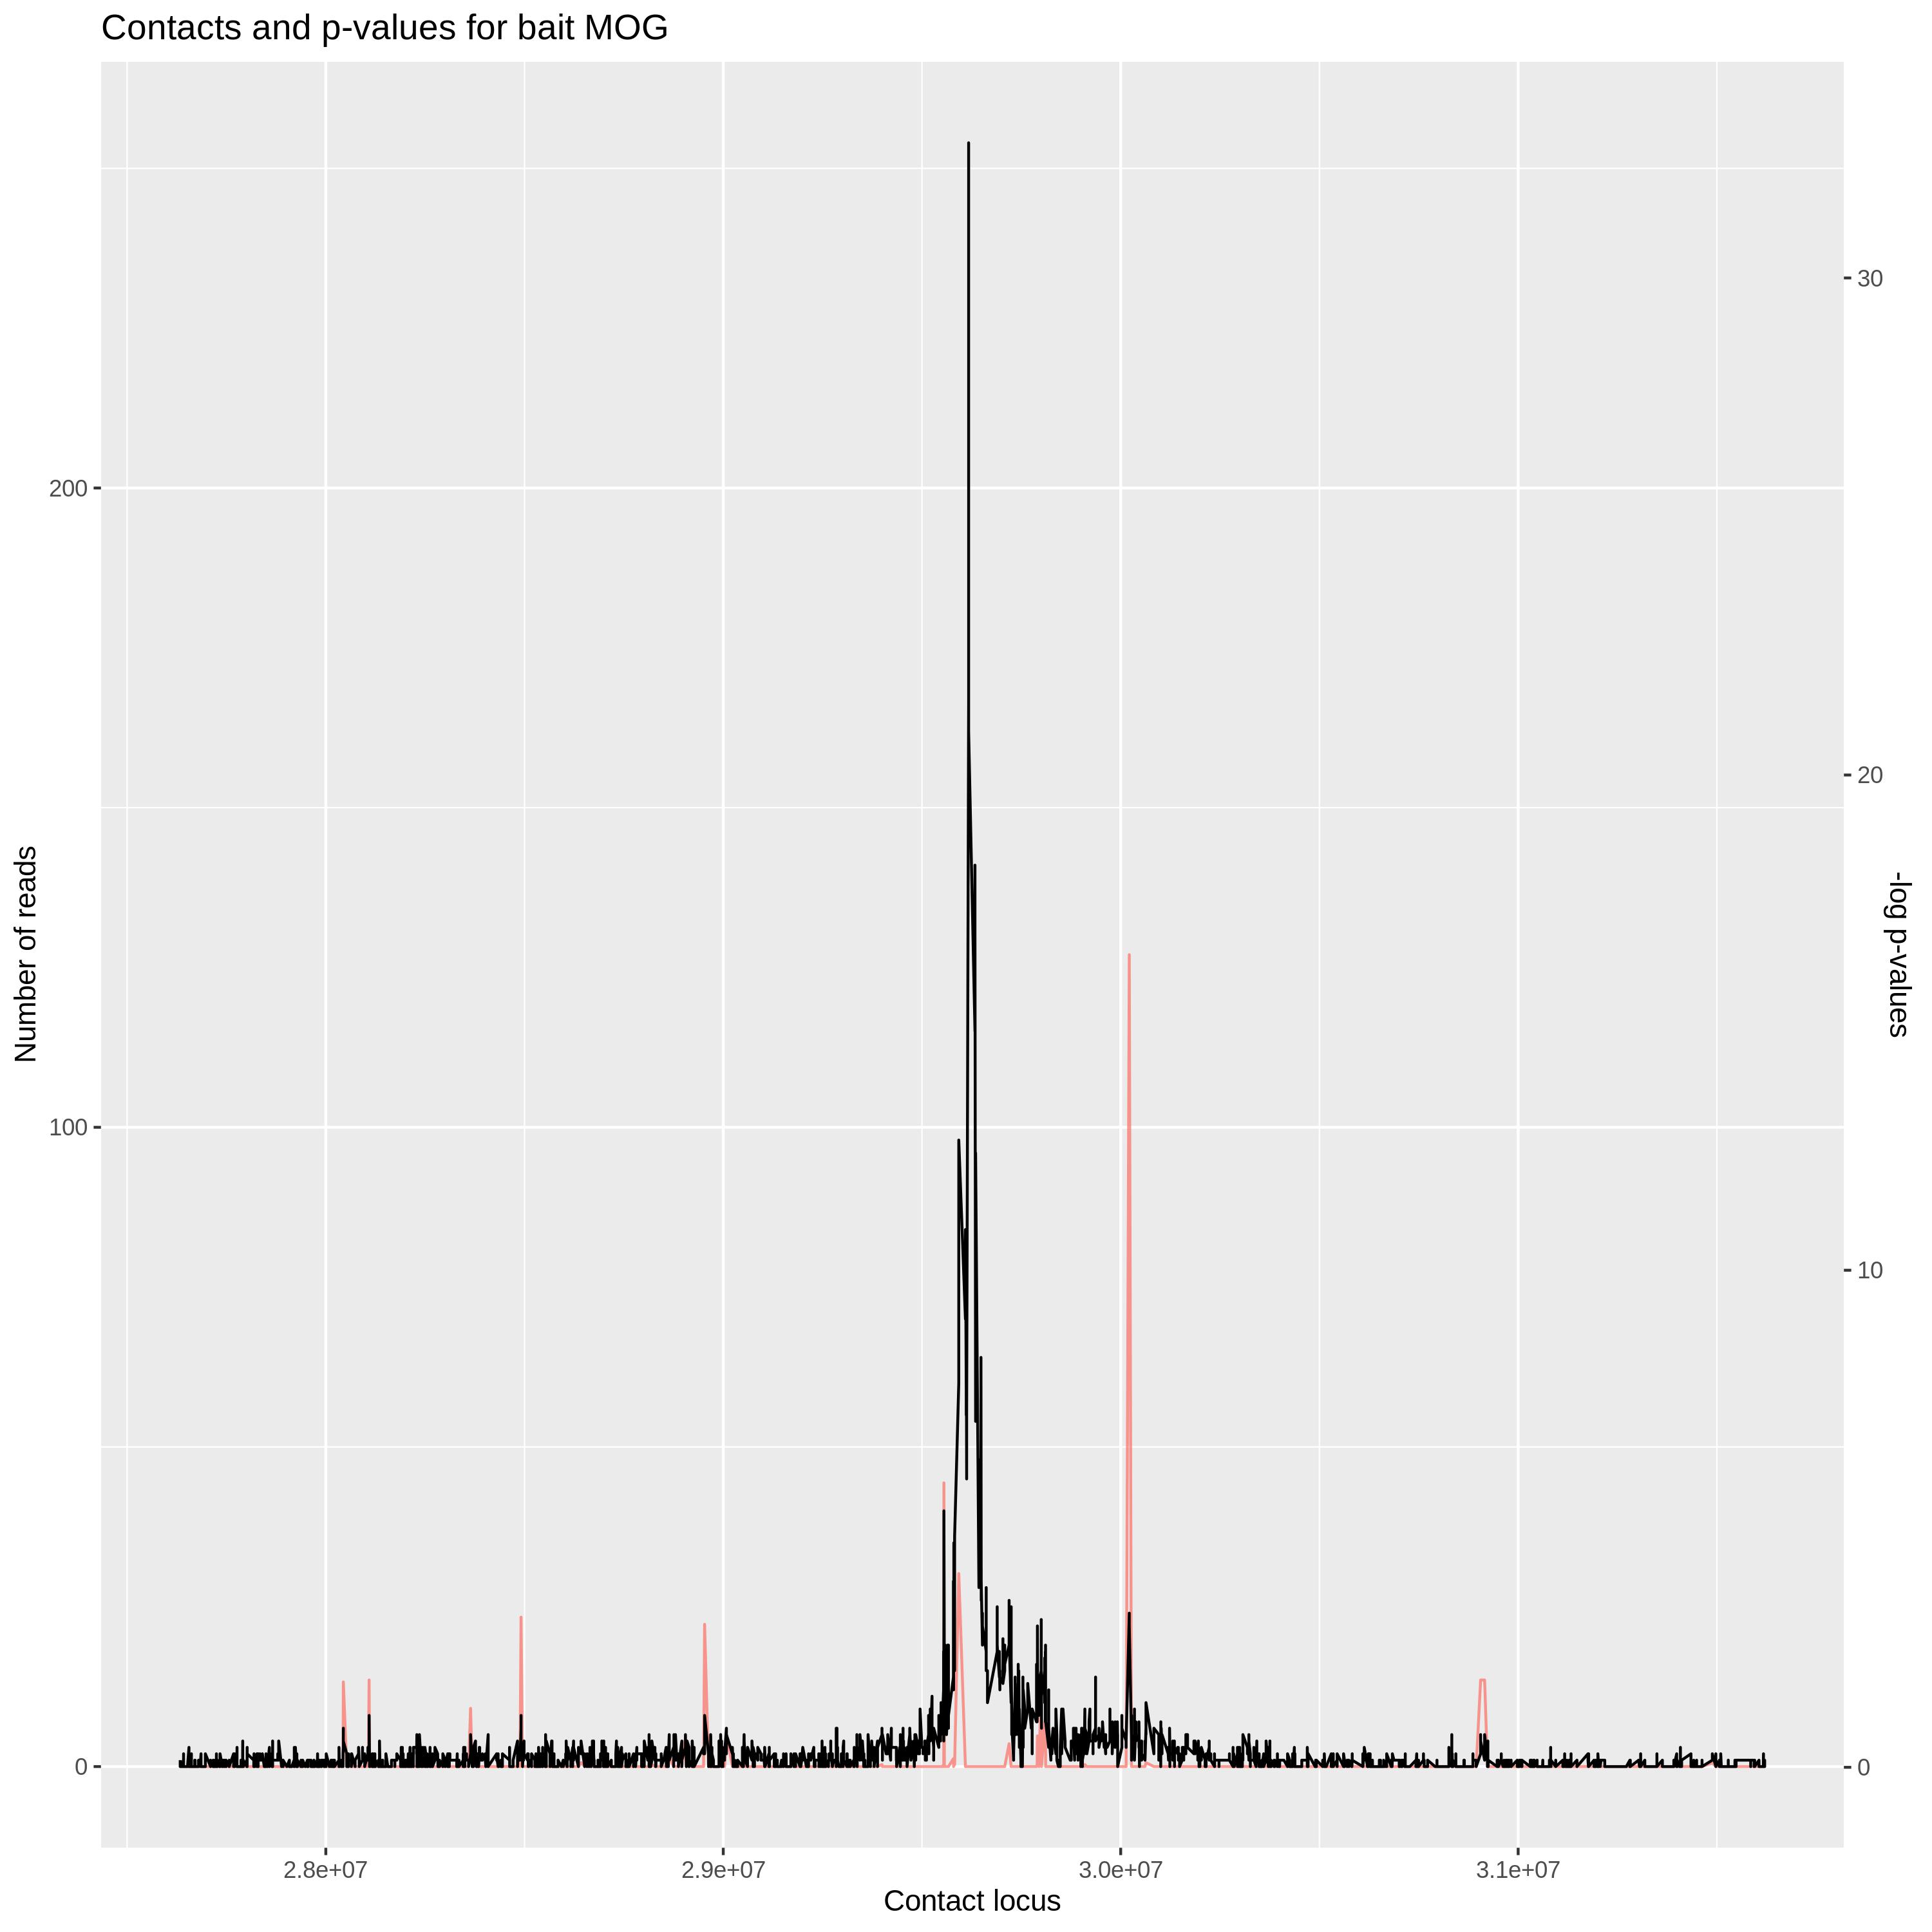 Contacts and p-values for bait MOG
Number of reads
200
100
0
30
20
10
0
-log p-values
2.8e+07 2.9e+07 3.0e+07 3.1e+07
Contact locus